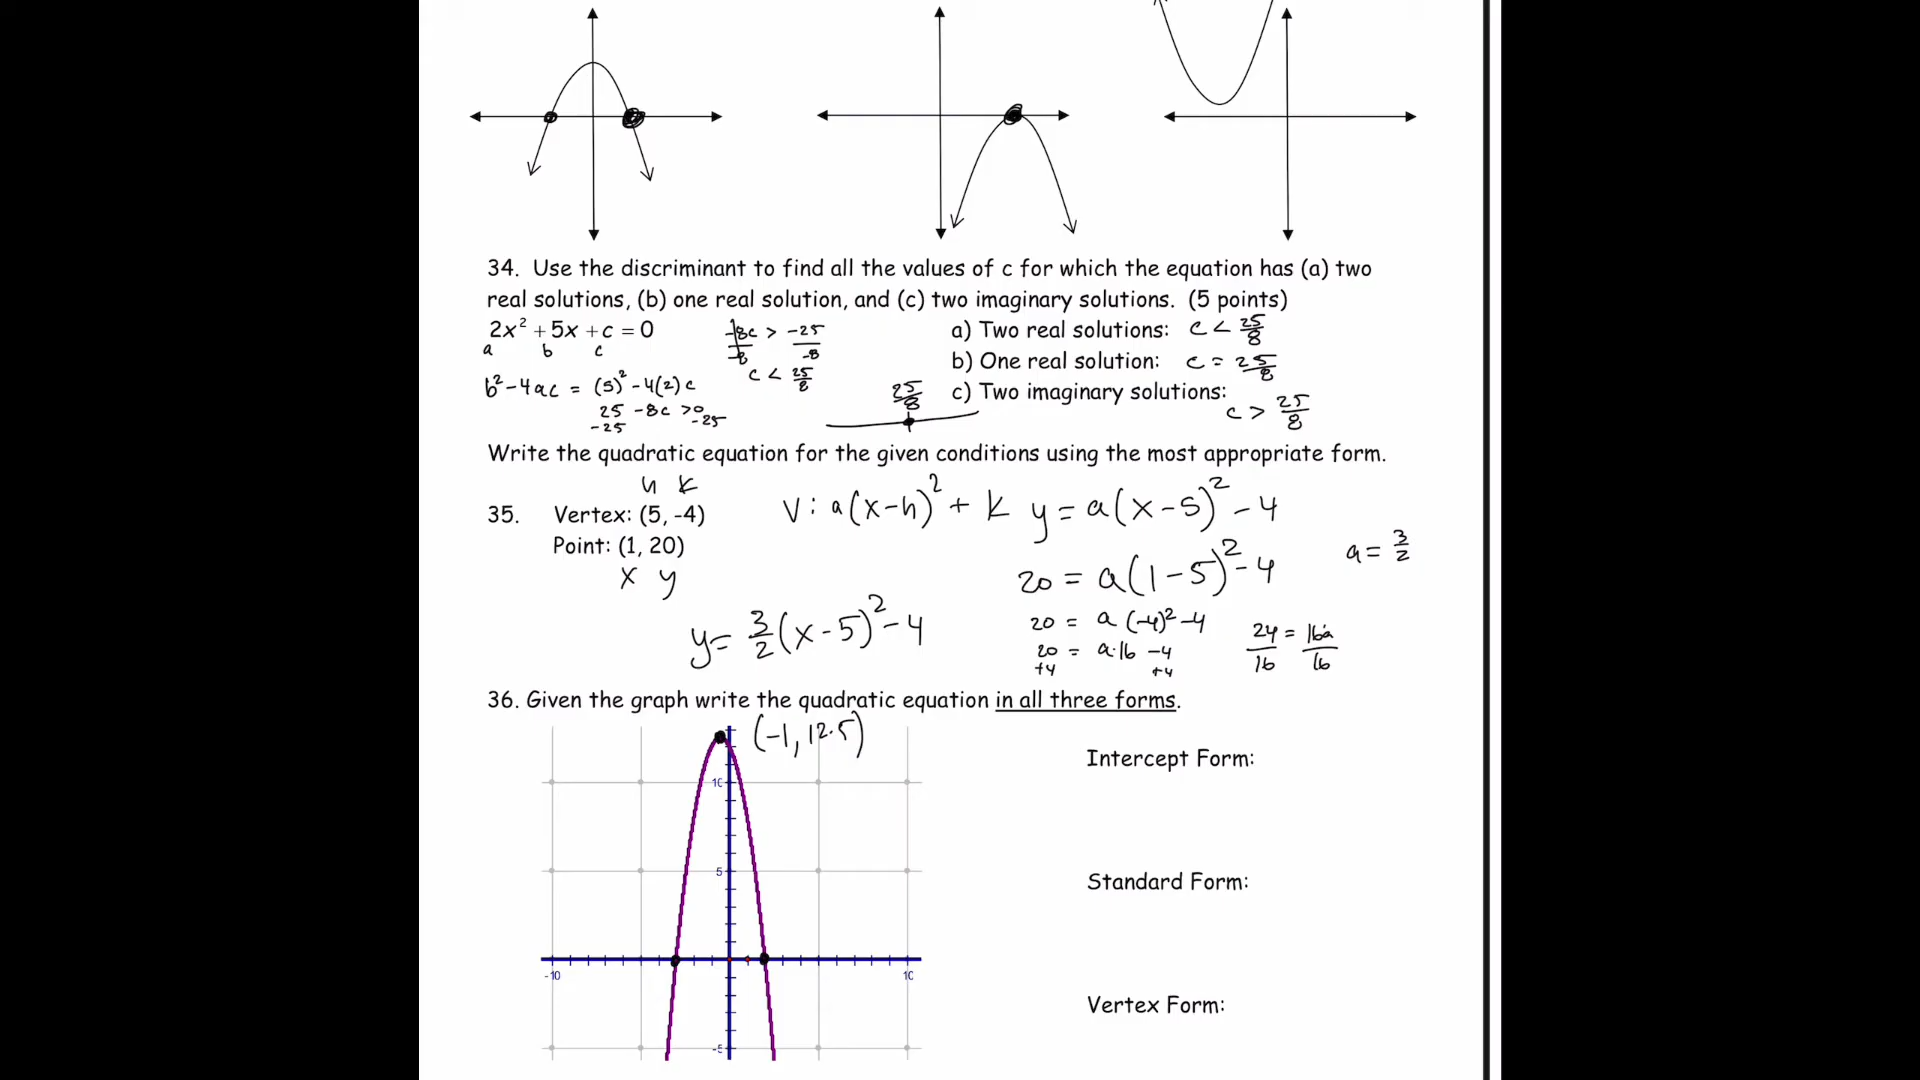 34. Use the discriminant to find all the values of c for which the equation has (a) two
real solutions, (b) one real solution, and (c) two imaginary solutions. (5 points)
2x² + 5x + c = 0
a b c
b² - 4ac = (5)² - 4(2)c
25 - 8c > 0
-25 -25
-8c > -25
-8 -8
c < 25/8
25/8
a) Two real solutions: c < 25/8
b) One real solution: c = 25/8
c) Two imaginary solutions:
c > 25/8
Write the quadratic equation for the given conditions using the most appropriate form.
h k
35. Vertex: (5, -4)
Point: (1, 20)
x y
V: a(x-h)² + k
y = a(x-5)² - 4
20 = a(1-5)² - 4
20 = a(-4)² - 4
20 = a·16 - 4
+4 +4
24 = 16a
16 16
a = 3/2
y = 3/2(x-5)² - 4
36. Given the graph write the quadratic equation in all three forms.
(-1, 12.5)
10
5
-10
10
-5
Intercept Form:
Standard Form:
Vertex Form: